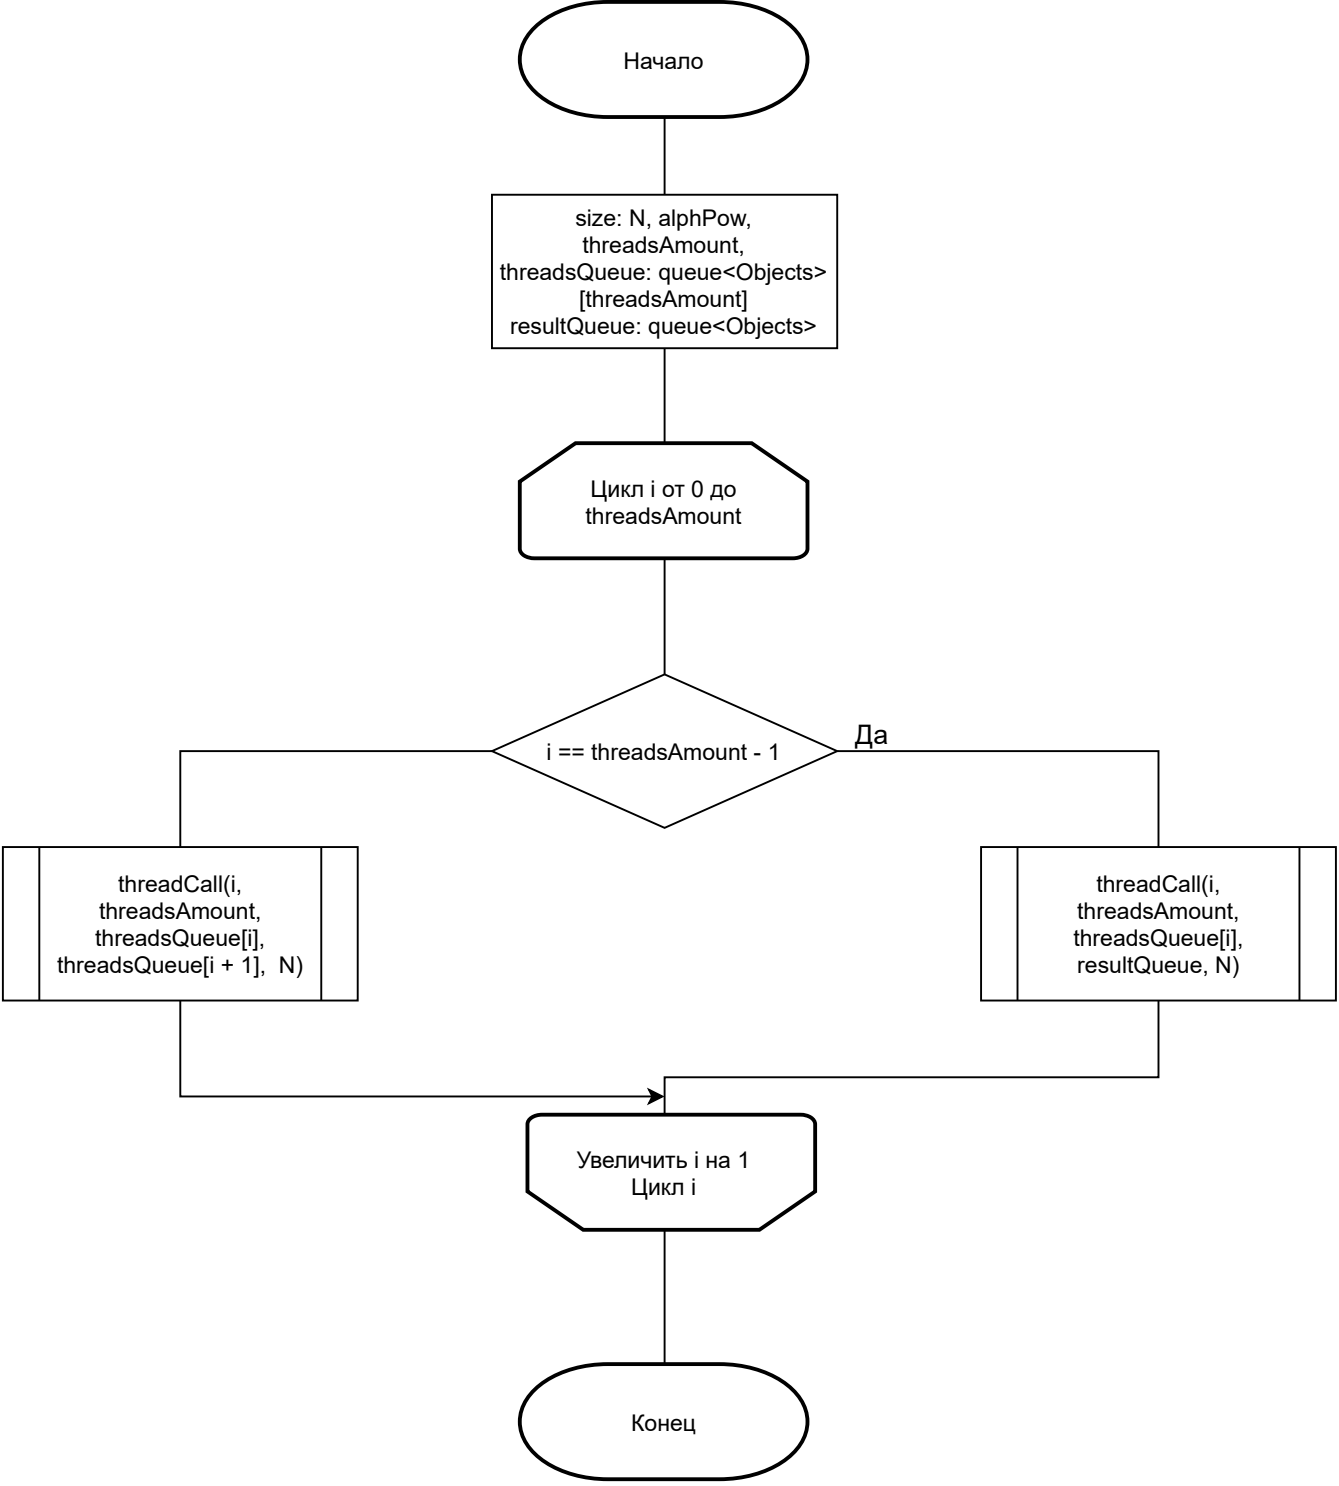 Начало
size: N, alphPow,
threadsAmount,
threadsQueue: queue<Objects>
[threadsAmount]
resultQueue: queue<Objects>
Цикл i от 0 до
threadsAmount
i == threadsAmount - 1
Да
threadCall(i,
threadsAmount,
threadsQueue[i],
threadsQueue[i + 1],  N)
threadCall(i,
threadsAmount,
threadsQueue[i],
resultQueue, N)
Увеличить i на 1
Цикл i
Конец